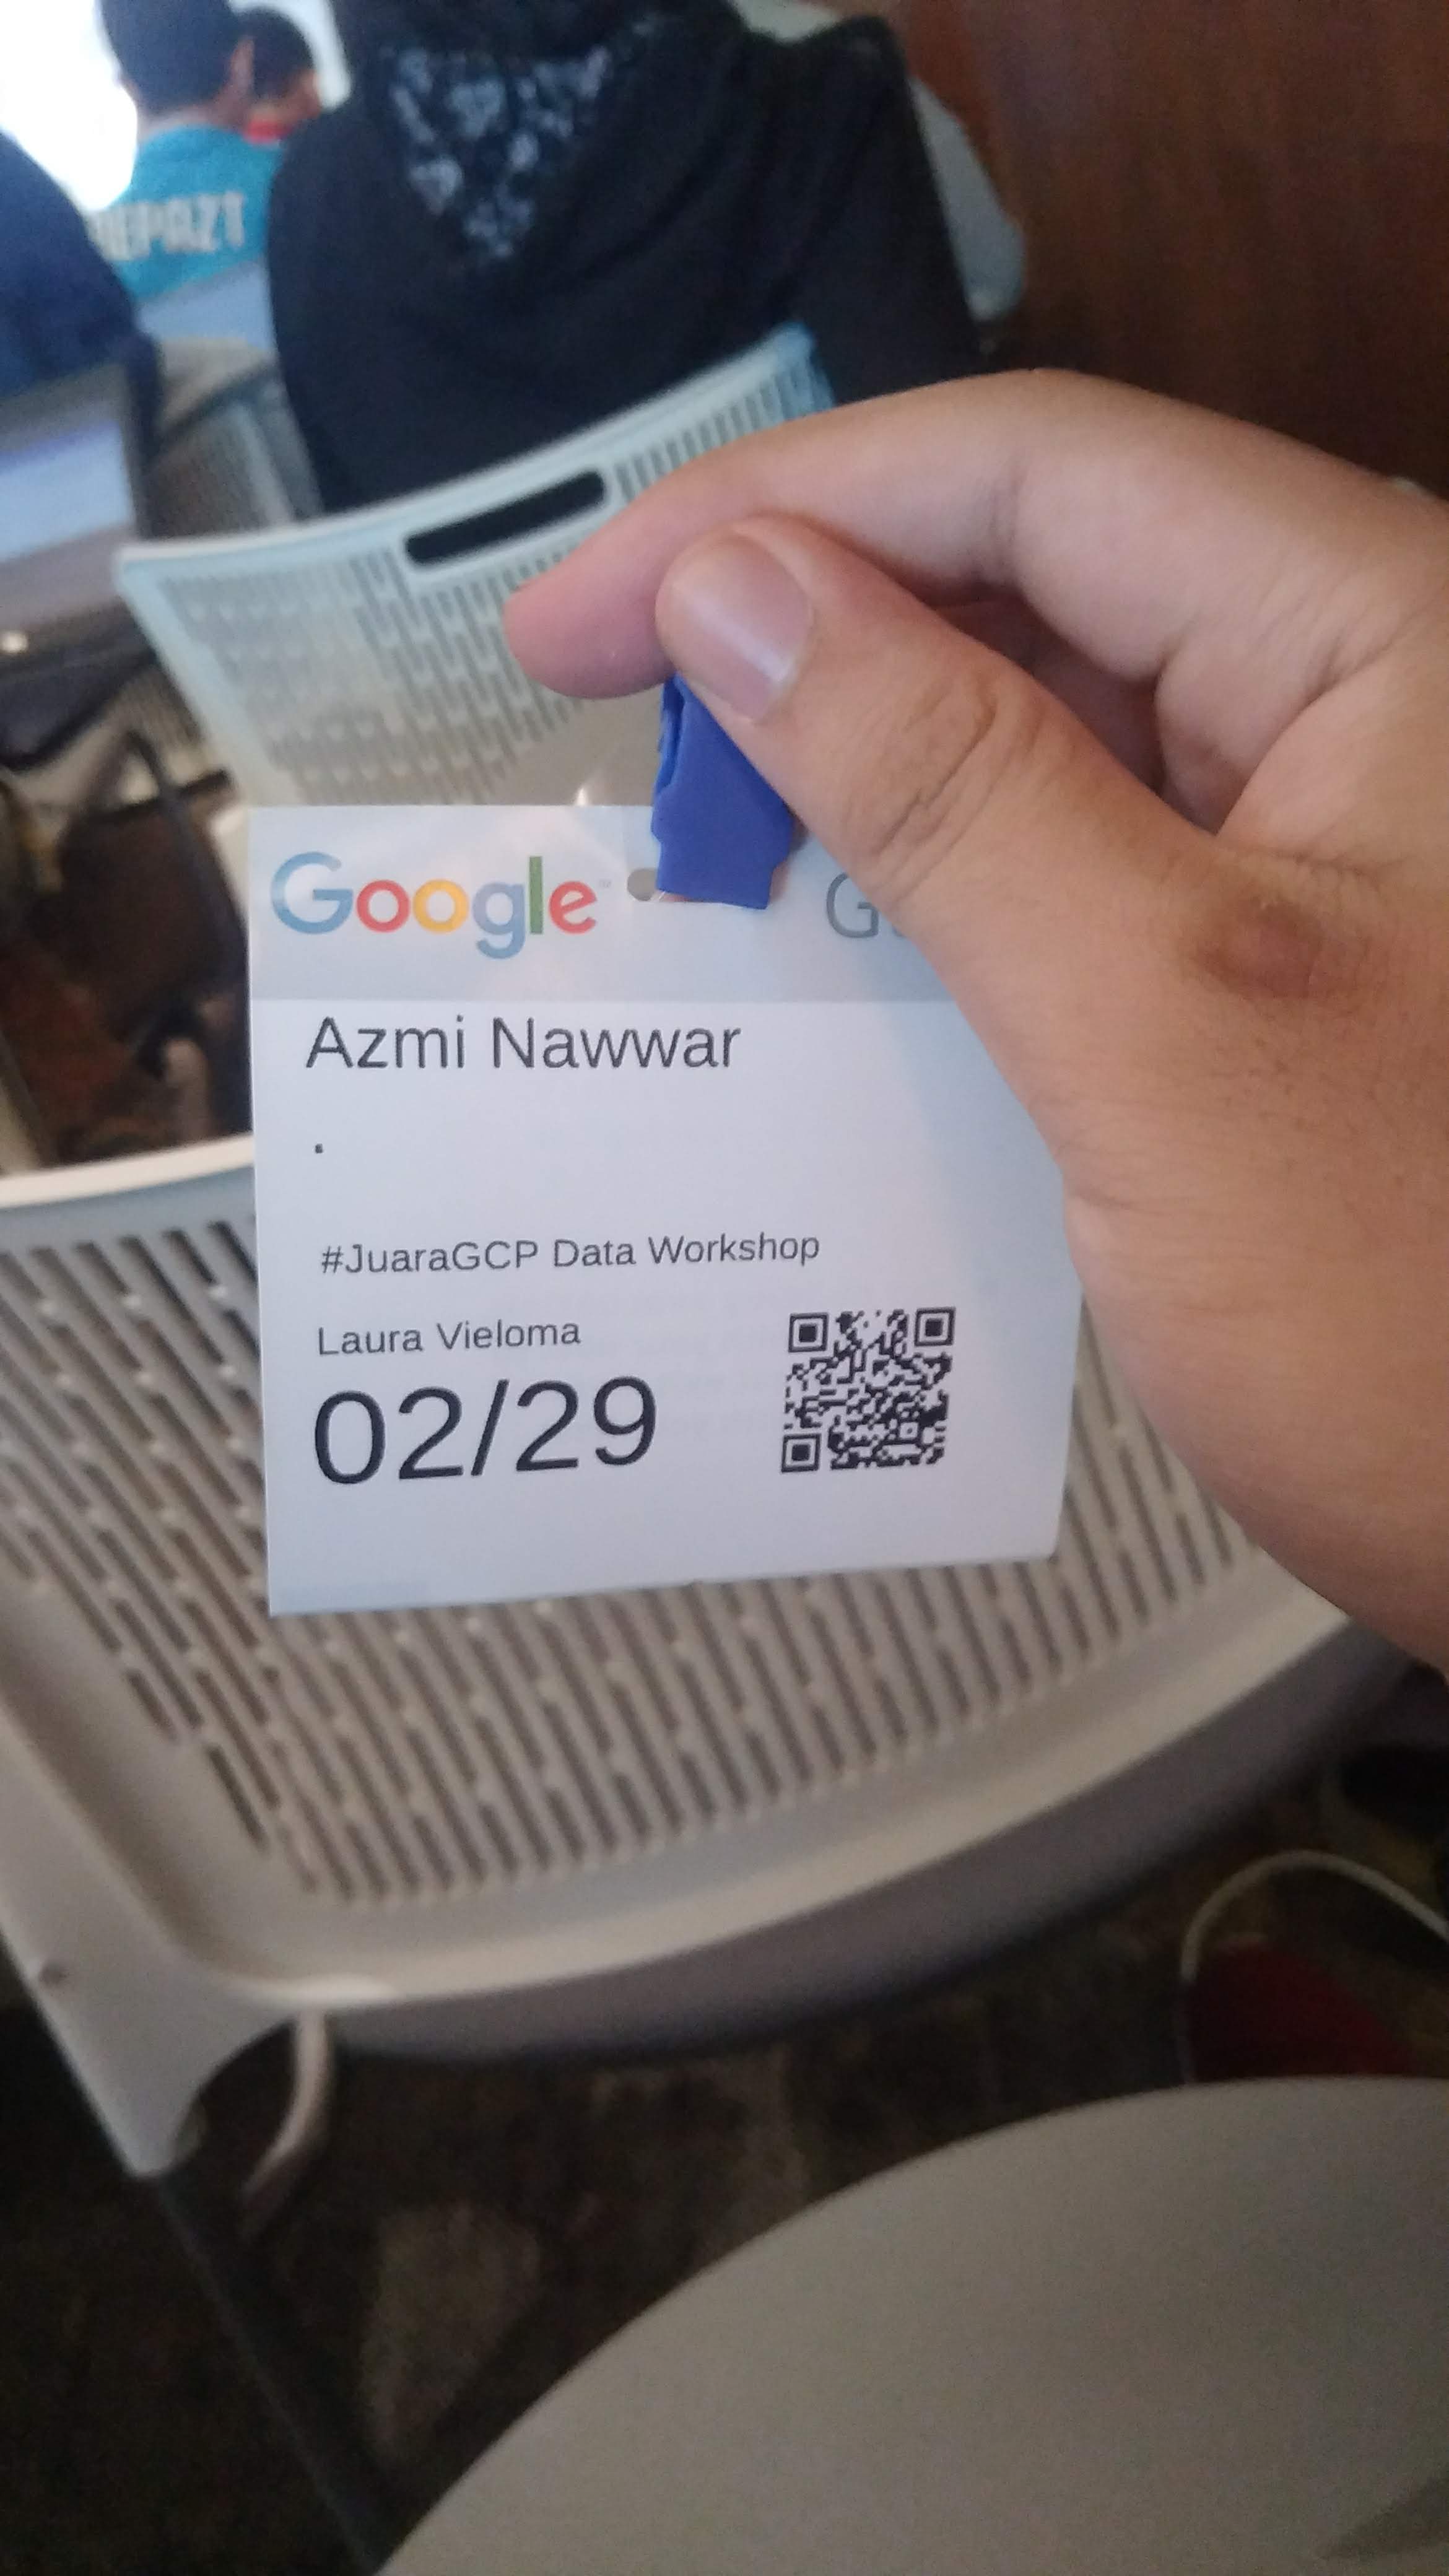 Google
G
Azmi Nawwar
.
#JuaraGCP Data Workshop
Laura Vieloma
02/29